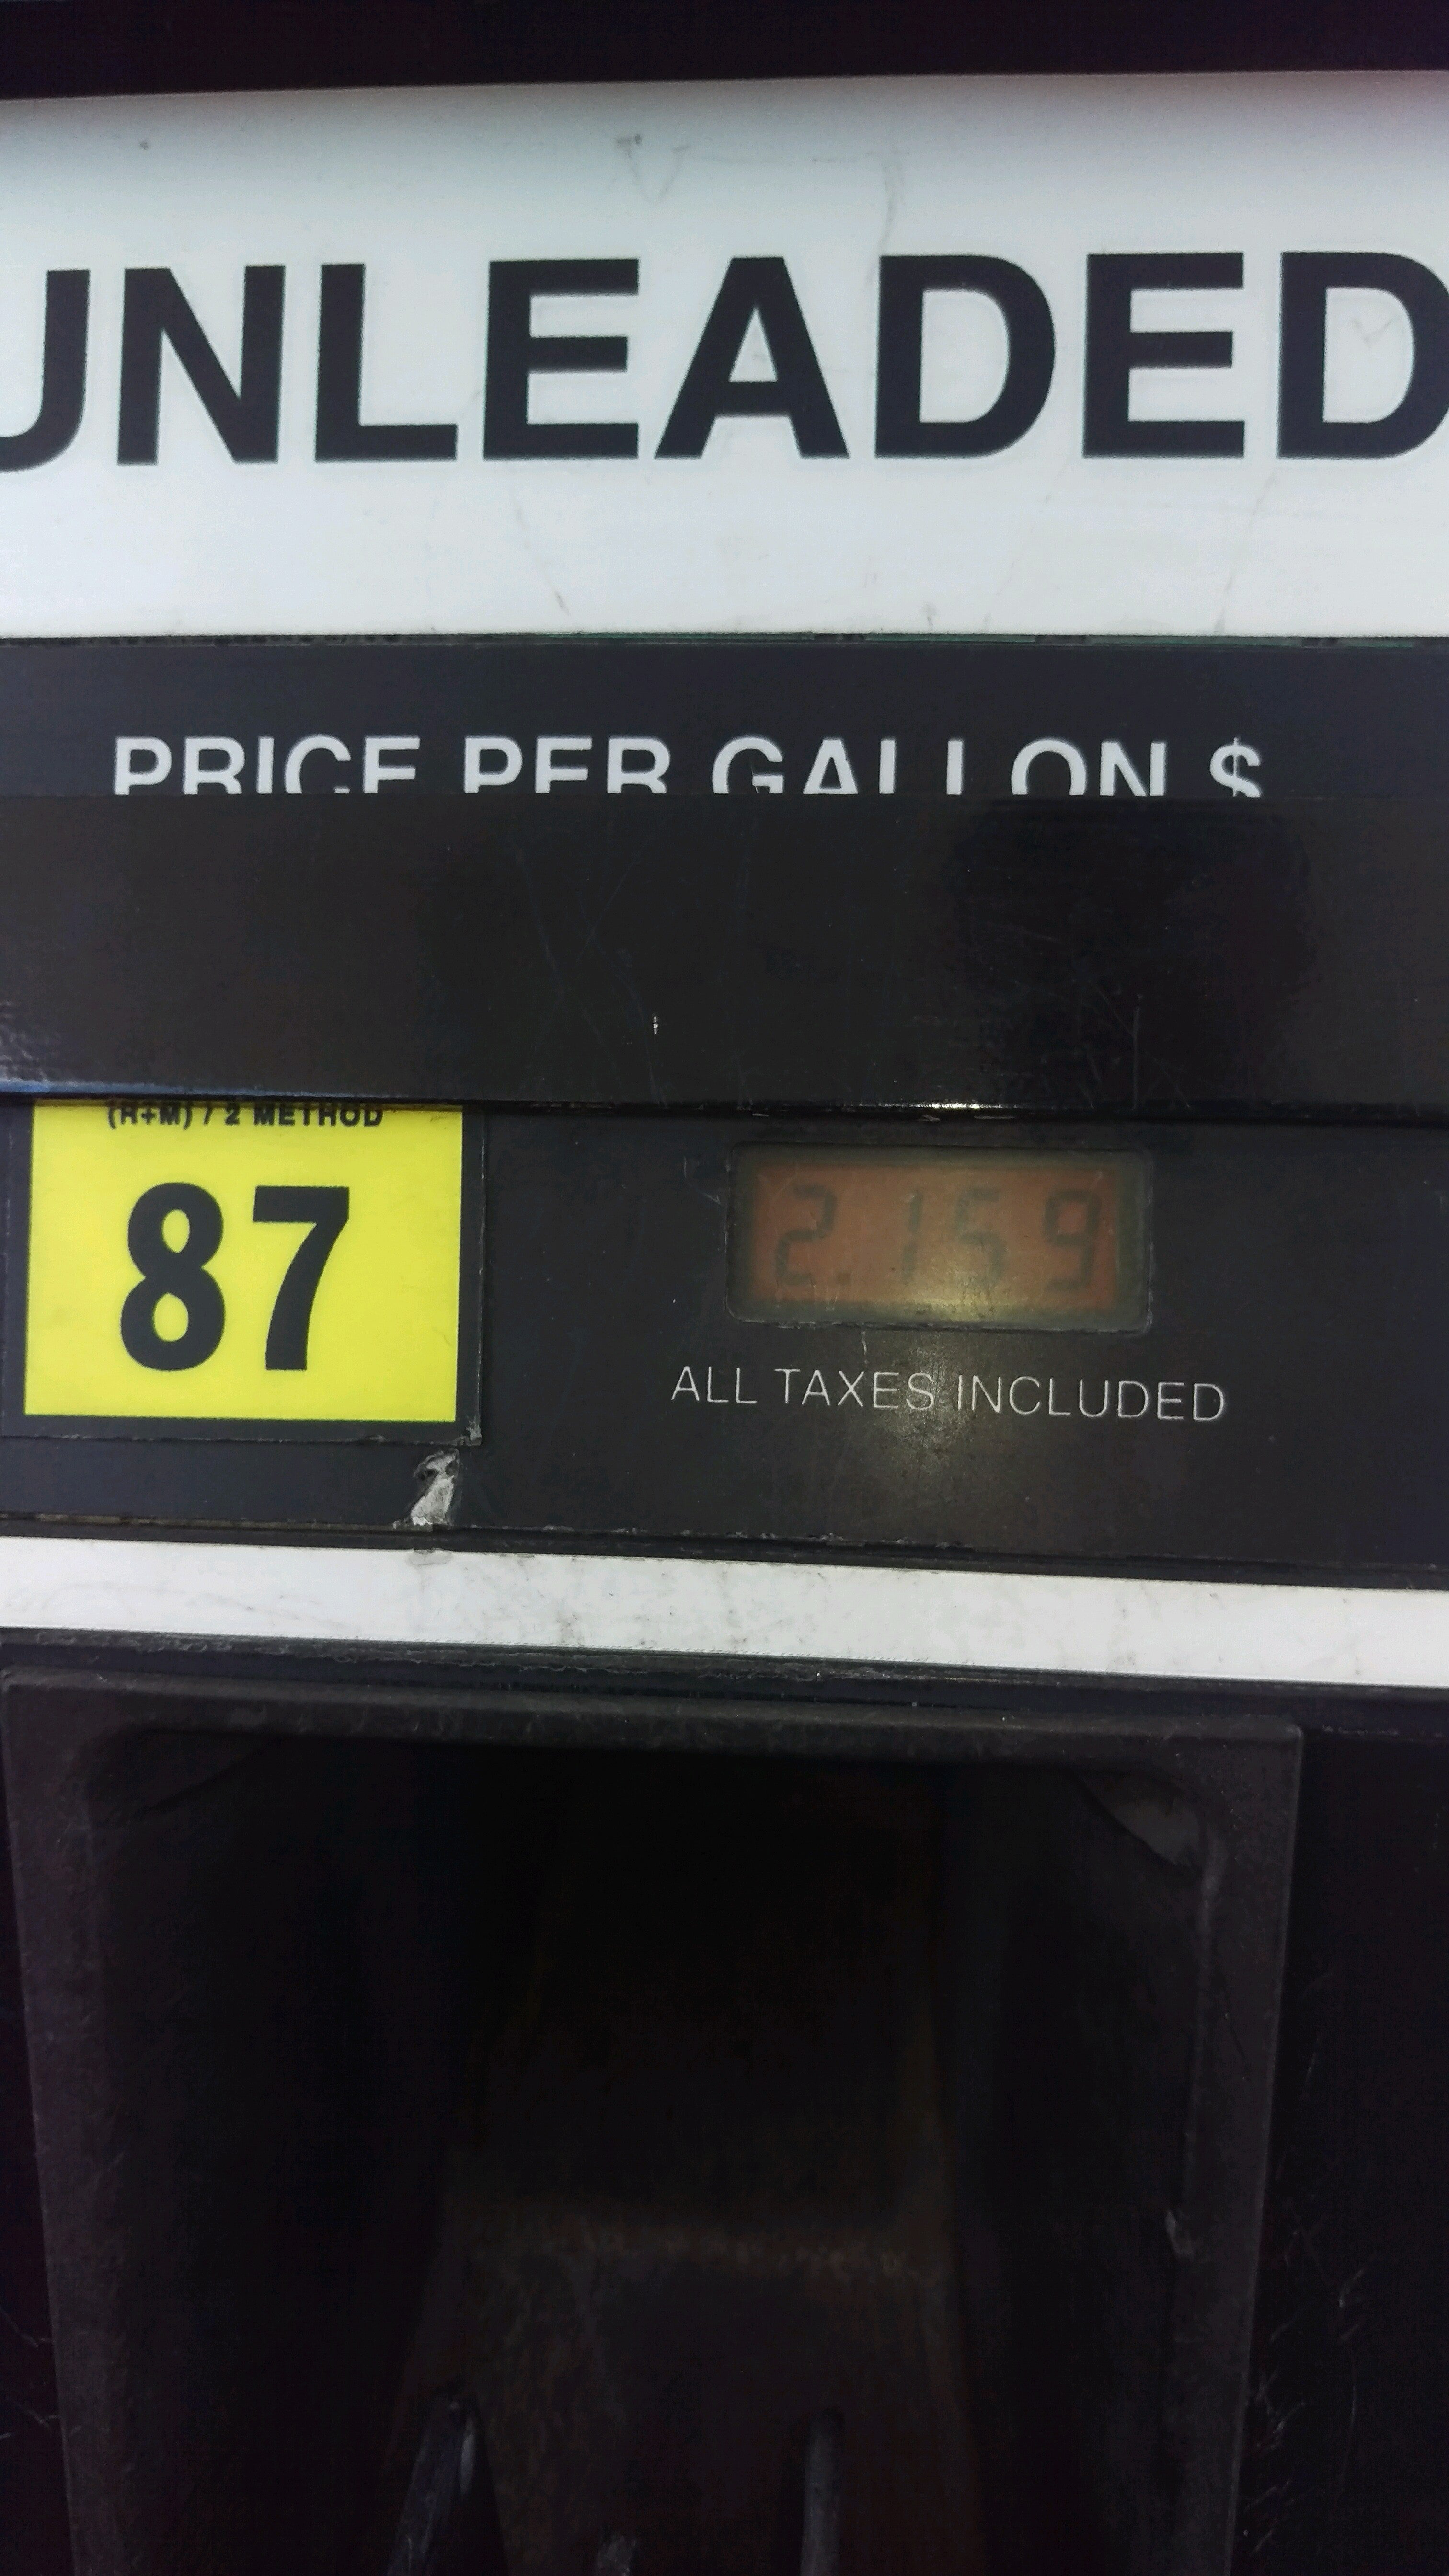 UNLEADED
PRICE PER GALLON $
(R+M) / 2 METHOD
87
2.159
ALL TAXES INCLUDED